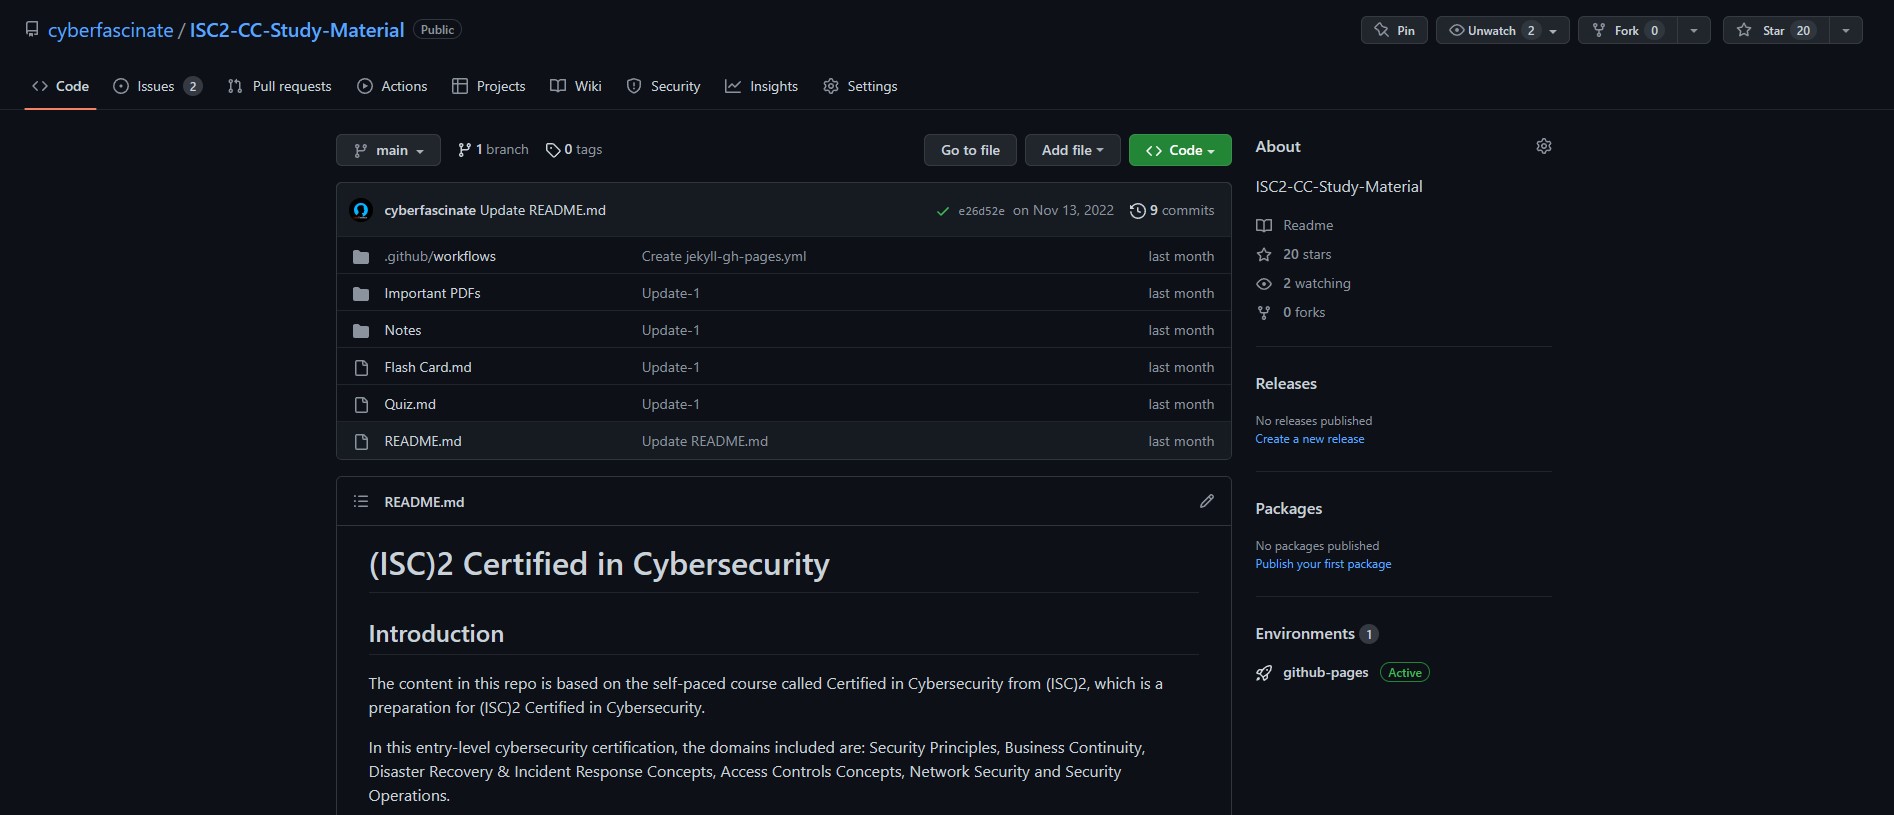 cyberfascinate / ISC2-CC-Study-Material Public
Pin Unwatch 2 Fork 0 Star 20
Code Issues 2 Pull requests Actions Projects Wiki Insights Security Settings
main 1 branch 0 tags Go to file Add file Code
cyberfascinate Update README.md e26d52e on Nov 13, 2022 9 commits
.github/workflows Create jekyll-gh-pages.yml last month
Important PDFs Update-1 last month
Notes Update-1 last month
Flash Card.md Update-1 last month
Quiz.md Update-1 last month
README.md Update README.md last month
README.md
(ISC)2 Certified in Cybersecurity
Introduction
The content in this repo is based on the self-paced course called Certified in Cybersecurity from (ISC)2, which is a
preparation for (ISC)2 Certified in Cybersecurity.
In this entry-level cybersecurity certification, the domains included are: Security Principles, Business Continuity,
Disaster Recovery & Incident Response Concepts, Access Controls Concepts, Network Security and Security
Operations.
About
ISC2-CC-Study-Material
Readme
20 stars
2 watching
0 forks
Releases
No releases published
Create a new release
Packages
No packages published
Publish your first package
Environments 1
github-pages Active